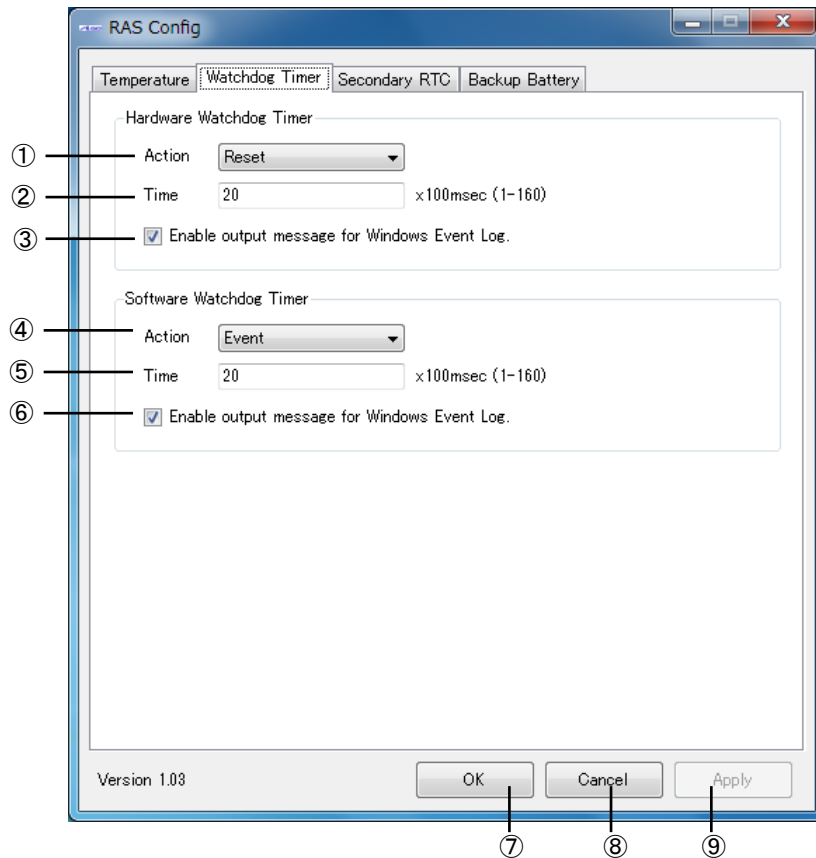 RAS Config
Temperature Watchdog Timer Secondary RTC Backup Battery
Hardware Watchdog Timer
① Action Reset
② Time 20 x100msec (1-160)
③ Enable output message for Windows Event Log.
Software Watchdog Timer
④ Action Event
⑤ Time 20 x100msec (1-160)
⑥ Enable output message for Windows Event Log.
Version 1.03 OK Cancel Apply
⑦ ⑧ ⑨